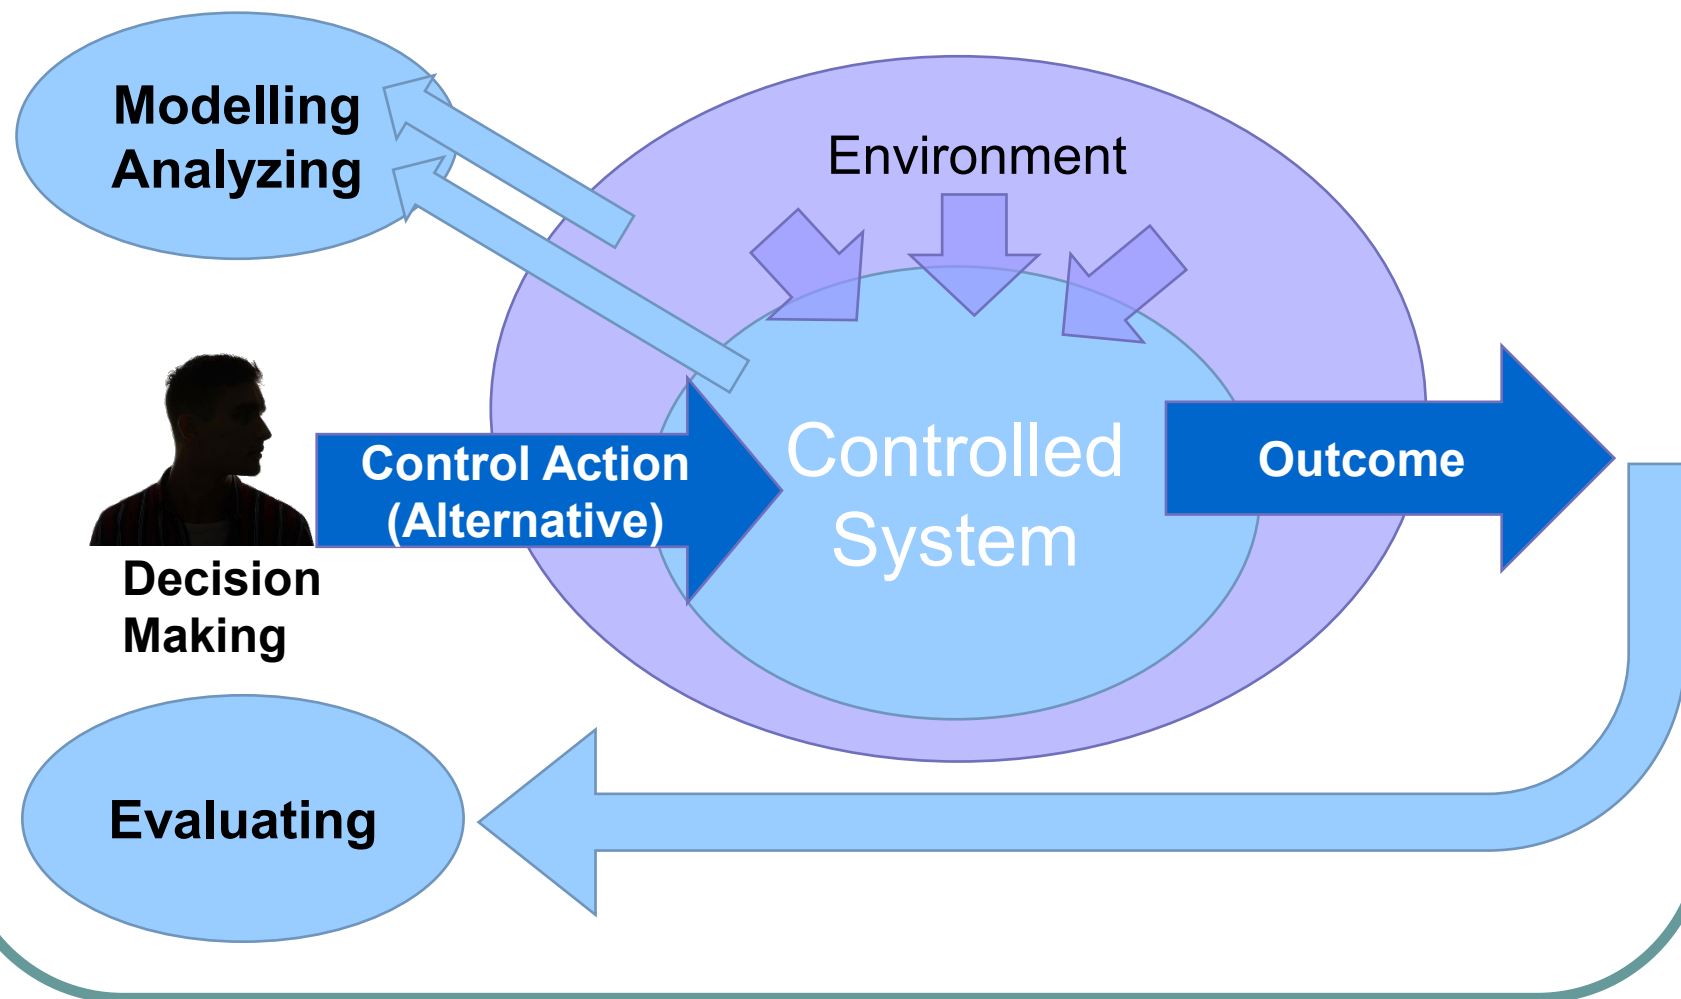 Modelling
Analyzing
Environment
Control Action
(Alternative)
Controlled
System
Outcome
Decision
Making
Evaluating